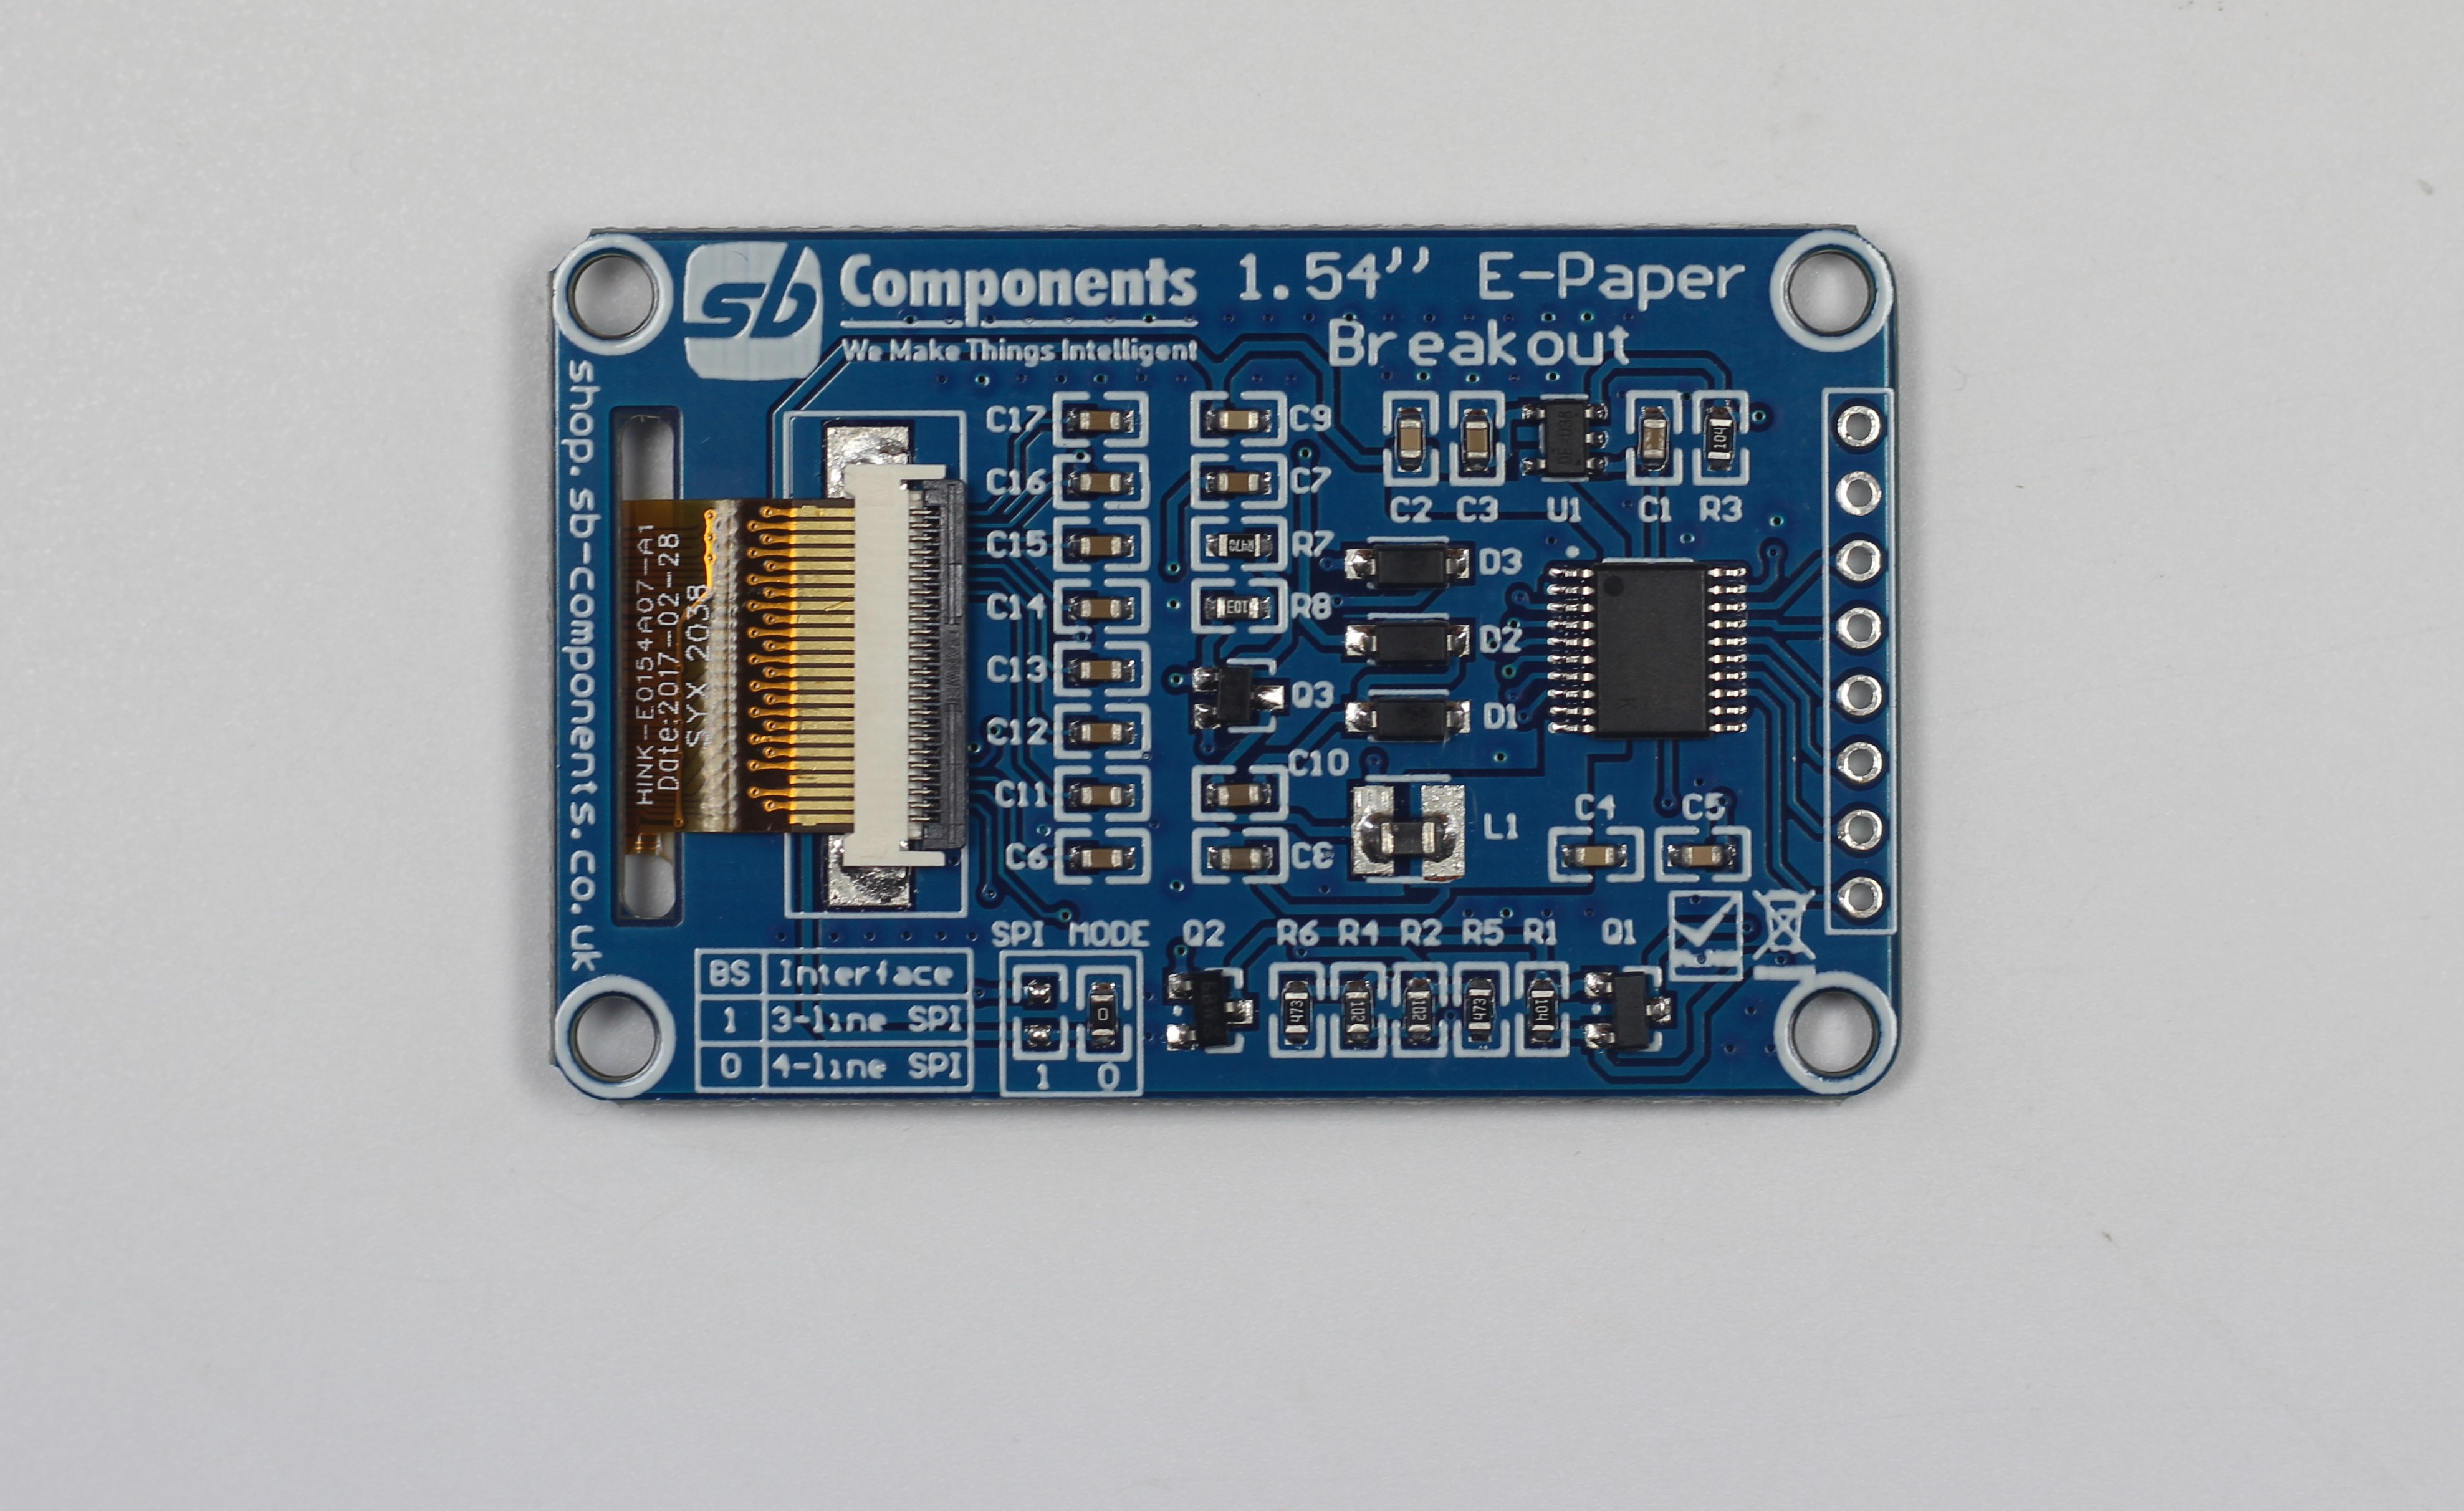 sb Components
We Make Things Intelligent
1.54’’ E-Paper
Breakout
shop.sb-components.co.uk
HINK-E0154A07-A1
Date:2017-02-28
SYX 2038
C17
C16
C15
C14
C13
C12
C11
C6
C9
C7
R7
R470
R8
103
Q3
C10
C8
C2
C3
U1
C1
R3
104
D3
D2
D1
L1
C4
C5
SPI MODE
1 0
0
BS Interface
1 3-line SPI
0 4-line SPI
Q2
R6
R4
R2
R5
R1
Q1
473
201
201
473
104